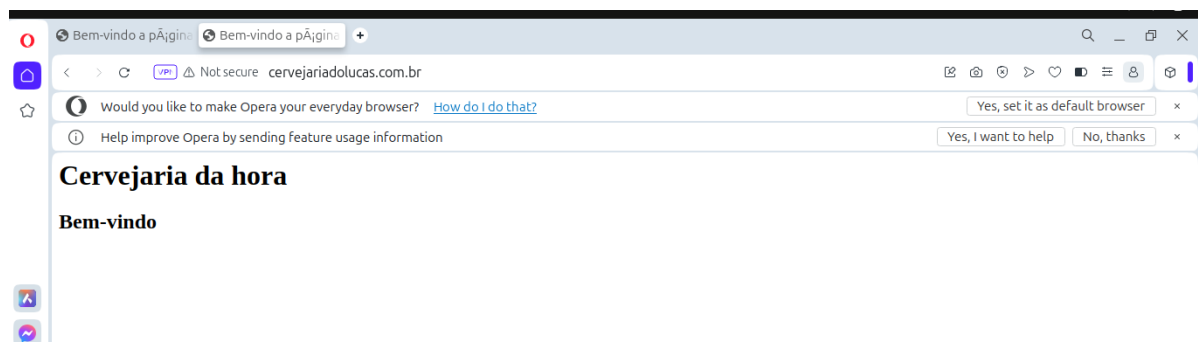 Bem-vindo a pÃ¡gina Bem-vindo a pÃ¡gina +
VPN Not secure cervejariadolucas.com.br
Would you like to make Opera your everyday browser? How do I do that? Yes, set it as default browser ×
Help improve Opera by sending feature usage information Yes, I want to help No, thanks ×
Cervejaria da hora
Bem-vindo